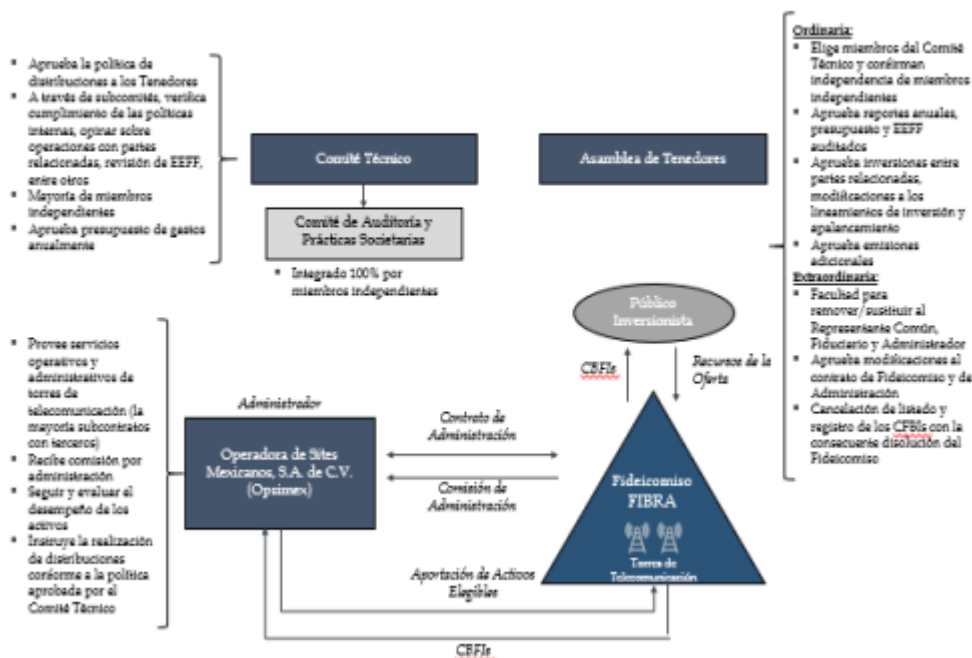 ▪ Aprueba la política de
distribuciones a los Tenedores
▪ A través de subcomités, verifica
cumplimiento de las políticas
internas, opinar sobre
operaciones con partes
relacionadas, revisión de EEFF,
entre otros
▪ Mayoría de miembros
independientes
▪ Aprueba presupuesto de gastos
anualmente
Comité Técnico
Comité de Auditoría y
Prácticas Societarias
▪ Integrado 100% por
miembros independientes
Asamblea de Tenedores
Ordinaria:
▪ Elige miembros del Comité
Técnico y confirman
independencia de miembros
independientes
▪ Aprueba reportes anuales,
presupuesto y EEFF
auditados
▪ Aprueba inversiones entre
partes relacionadas,
modificaciones a los
lineamientos de inversión y
apalancamiento
▪ Aprueba emisiones
adicionales
Extraordinaria:
▪ Facultad para
remover/sustituir al
Representante Común,
Fiduciario y Administrador
▪ Aprueba modificaciones al
contrato de Fideicomiso y de
Administración
▪ Cancelación de listado y
registro de los CFBIs con la
consecuente disolución del
Fideicomiso
Público
Inversionista
CBFIs
Recursos de la
Oferta
▪ Provee servicios
operativos y
administrativos de
torres de
telecomunicación (la
mayoría subcontratos
con terceros)
▪ Recibe comisión por
administración
▪ Seguir y evaluar el
desempeño de los
activos
▪ Instruye la realización
de distribuciones
conforme a la política
aprobada por el
Comité Técnico
Administrador
Operadora de Sites
Mexicanos, S.A. de C.V.
(Opsimex)
Contrato de
Administración
Comisión de
Administración
Fideicomiso
FIBRA
Torres de
Telecomunicación
Aportación de Activos
Elegibles
CBFIs